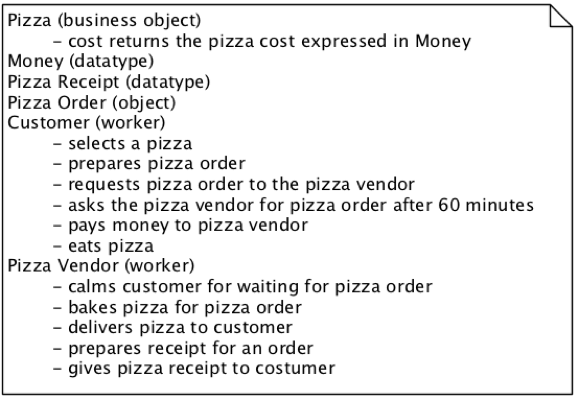 Pizza (business object)
– cost returns the pizza cost expressed in Money
Money (datatype)
Pizza Receipt (datatype)
Pizza Order (object)
Customer (worker)
– selects a pizza
– prepares pizza order
– requests pizza order to the pizza vendor
– asks the pizza vendor for pizza order after 60 minutes
– pays money to pizza vendor
– eats pizza
Pizza Vendor (worker)
– calms customer for waiting for pizza order
– bakes pizza for pizza order
– delivers pizza to customer
– prepares receipt for an order
– gives pizza receipt to costumer